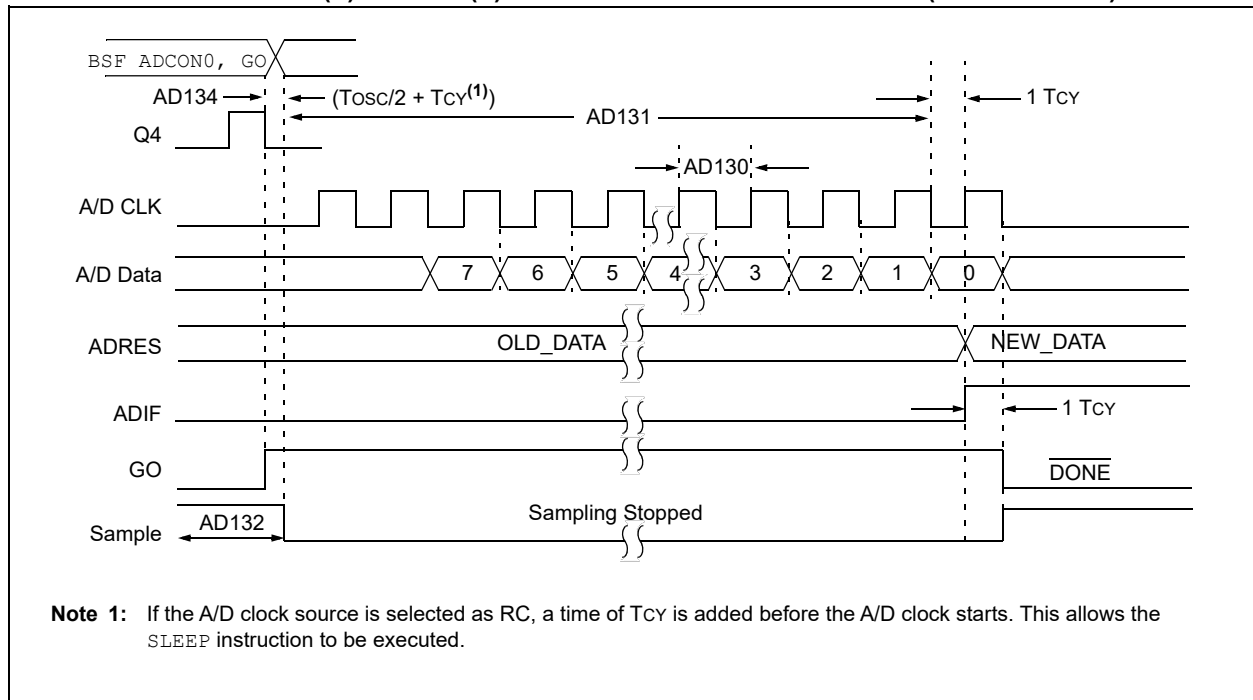 BSF ADCON0, GO
AD134 (TOSC/2 + TCY(1)) 1 TCY
AD131
Q4
AD130
A/D CLK
A/D Data 7 6 5 4 3 2 1 0
ADRES OLD_DATA NEW_DATA
ADIF 1 TCY
GO DONE
Sampling Stopped
AD132
Sample
Note 1: If the A/D clock source is selected as RC, a time of TCY is added before the A/D clock starts. This allows the
SLEEP instruction to be executed.